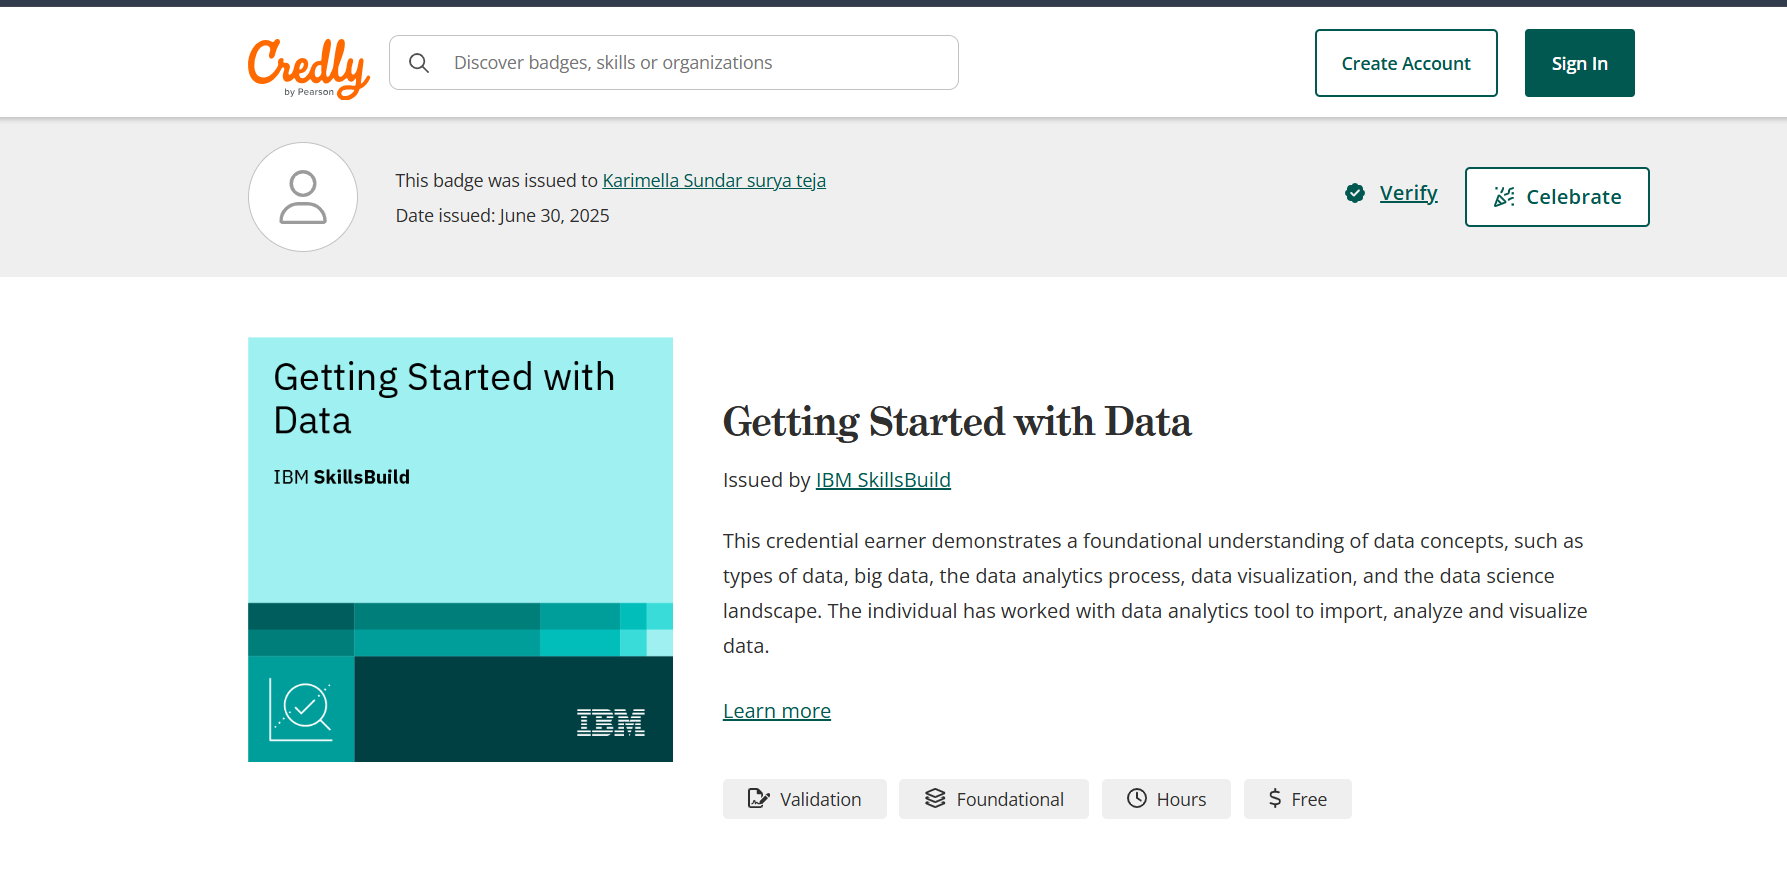 Credly
by Pearson
Discover badges, skills or organizations
Create Account
Sign In
This badge was issued to Karimella Sundar surya teja
Date issued: June 30, 2025
Verify
Celebrate
Getting Started with
Data
IBM SkillsBuild
IBM
Getting Started with Data
Issued by IBM SkillsBuild
This credential earner demonstrates a foundational understanding of data concepts, such as
types of data, big data, the data analytics process, data visualization, and the data science
landscape. The individual has worked with data analytics tool to import, analyze and visualize
data.
Learn more
Validation
Foundational
Hours
$ Free